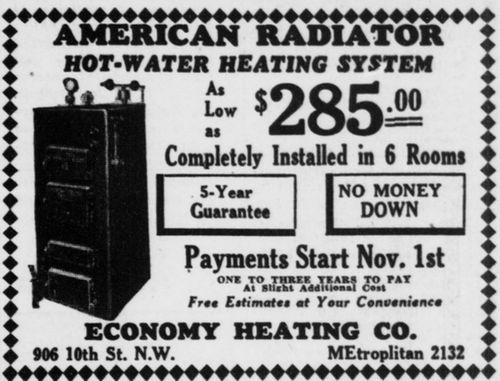 AMERICAN RADIATOR
HOT-WATER HEATING SYSTEM
As
Low
as
$285.00
Completely Installed in 6 Rooms
5-Year
Guarantee
NO MONEY
DOWN
Payments Start Nov. 1st
ONE TO THREE YEARS TO PAY
At Slight Additional Cost
Free Estimates at Your Convenience
ECONOMY HEATING CO.
906 10th St. N.W.
MEtroplitan 2132